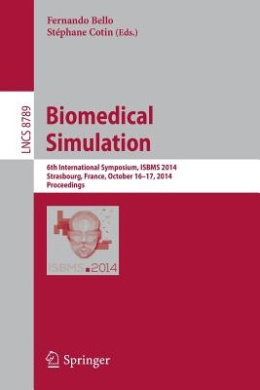 Fernando Bello
Stéphane Cotin (Eds.)
LNCS 8789
Biomedical
Simulation
6th International Symposium, ISBMS 2014
Strasbourg, France, October 16–17, 2014
Proceedings
ISBMS.2014
Springer